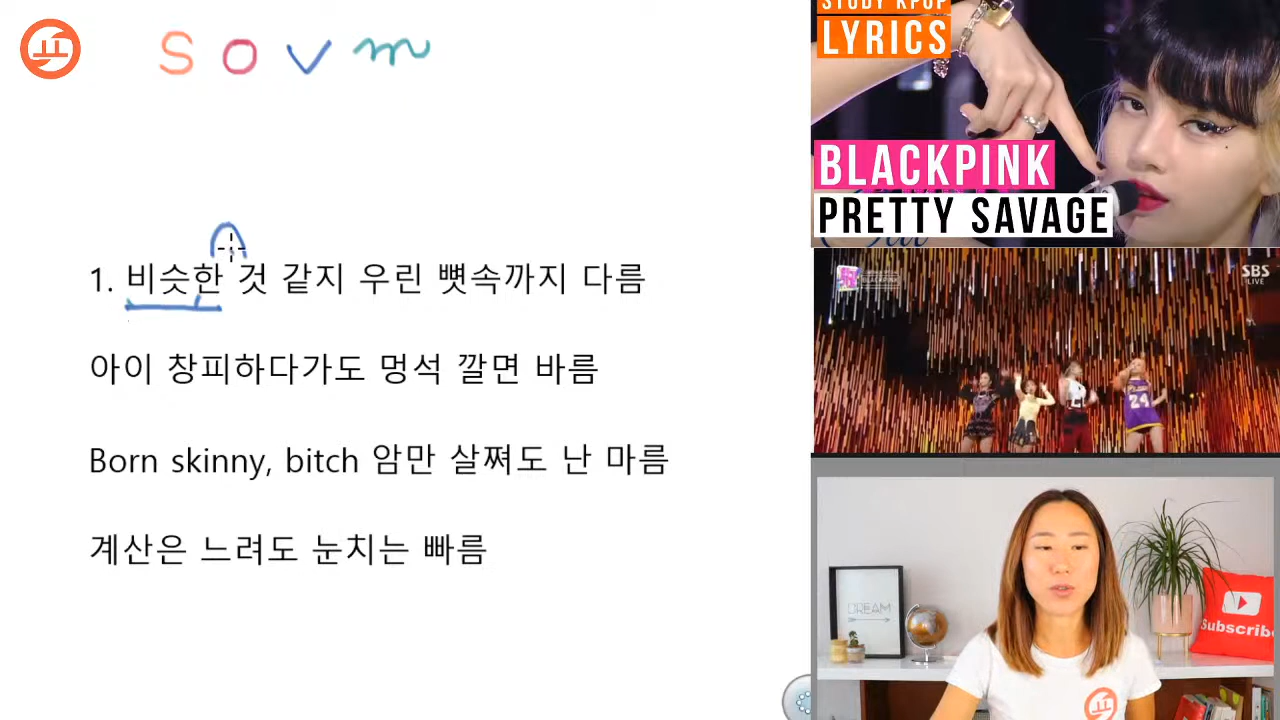 S O V m
1. 비슷한 것 같지 우린 뼛속까지 다름
아이 창피하다가도 멍석 깔면 바름
Born skinny, bitch 암만 살쪄도 난 마름
계산은 느려도 눈치는 빠름
STUDY KPOP
LYRICS
BLACKPINK
PRETTY SAVAGE
SBS
LIVE
24
DREAM
Subscribe